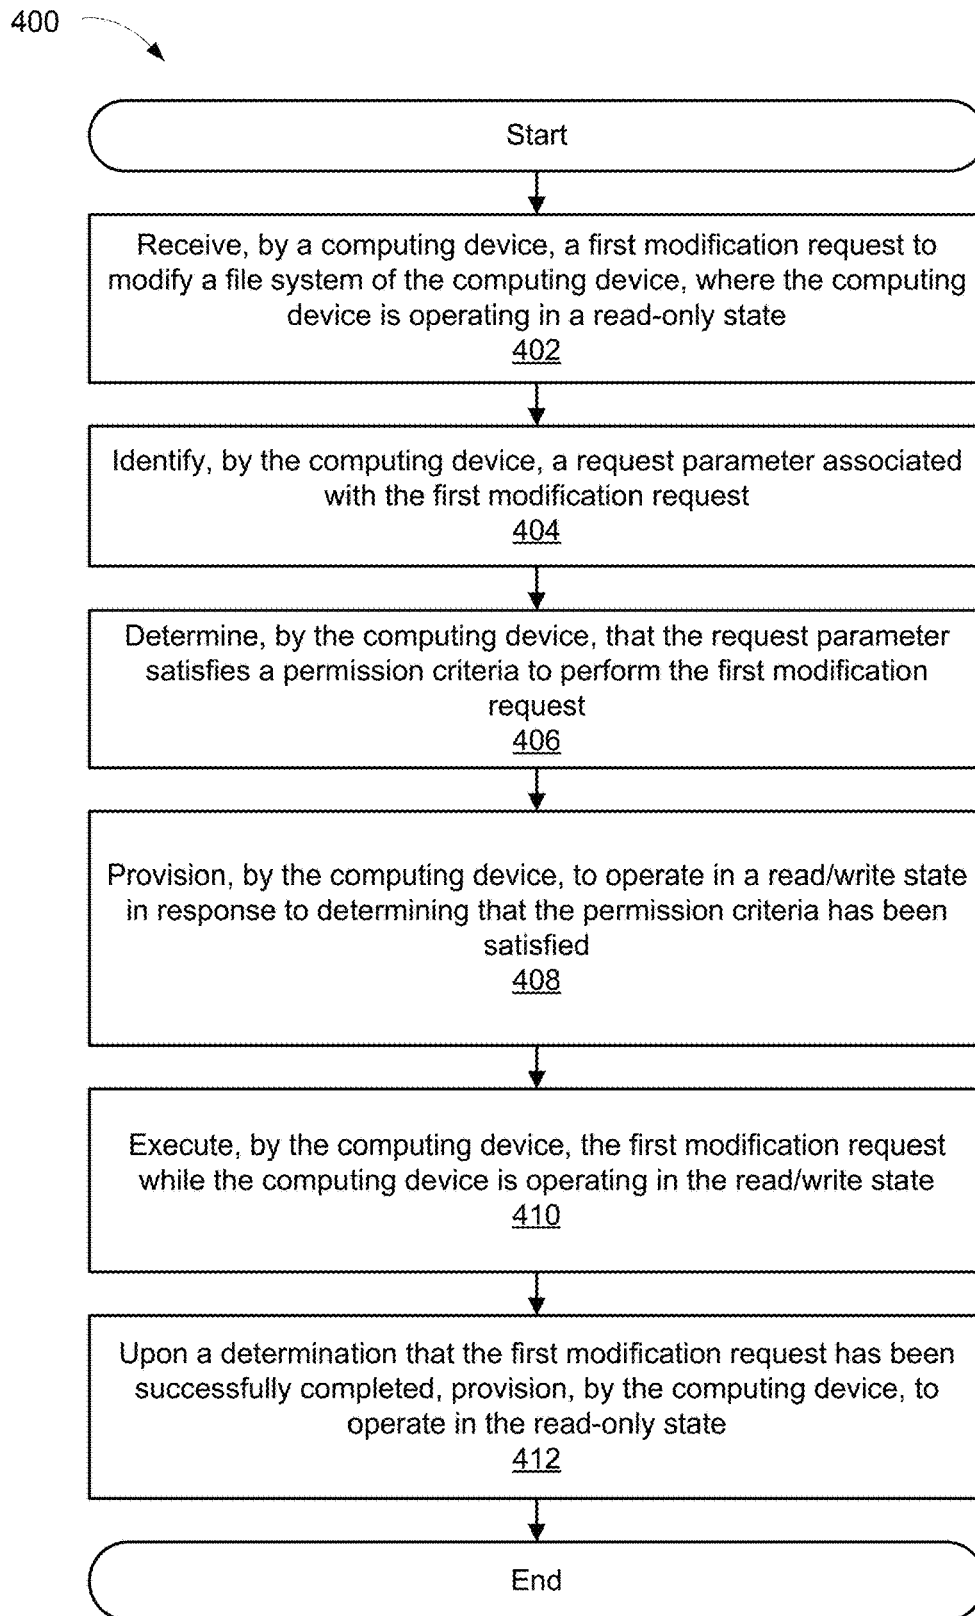 400
Start
Receive, by a computing device, a first modification request to
modify a file system of the computing device, where the computing
device is operating in a read-only state
402
Identify, by the computing device, a request parameter associated
with the first modification request
404
Determine, by the computing device, that the request parameter
satisfies a permission criteria to perform the first modification
request
406
Provision, by the computing device, to operate in a read/write state
in response to determining that the permission criteria has been
satisfied
408
Execute, by the computing device, the first modification request
while the computing device is operating in the read/write state
410
Upon a determination that the first modification request has been
successfully completed, provision, by the computing device, to
operate in the read-only state
412
End